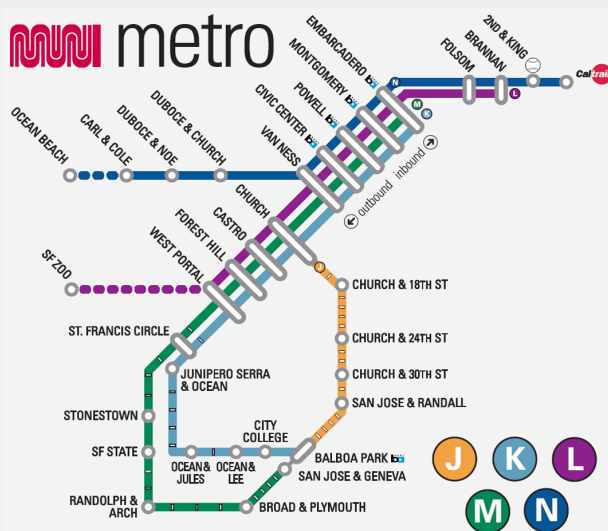 muni metro
EMBARCADERO
MONTGOMERY
POWELL
CIVIC CENTER
VAN NESS
2ND & KING
BRANNAN
FOLSOM
Caltrain
N
L
M
K
inbound
outbound
OCEAN BEACH
CARL & COLE
DUBOCE & NOE
DUBOCE & CHURCH
CHURCH
CASTRO
FOREST HILL
WEST PORTAL
SF ZOO
J
CHURCH & 18TH ST
CHURCH & 24TH ST
CHURCH & 30TH ST
SAN JOSE & RANDALL
ST. FRANCIS CIRCLE
JUNIPERO SERRA
& OCEAN
STONESTOWN
SF STATE
RANDOLPH &
ARCH
OCEAN &
JULES
OCEAN &
LEE
CITY
COLLEGE
BALBOA PARK ba
SAN JOSE & GENEVA
BROAD & PLYMOUTH
J
K
L
M
N